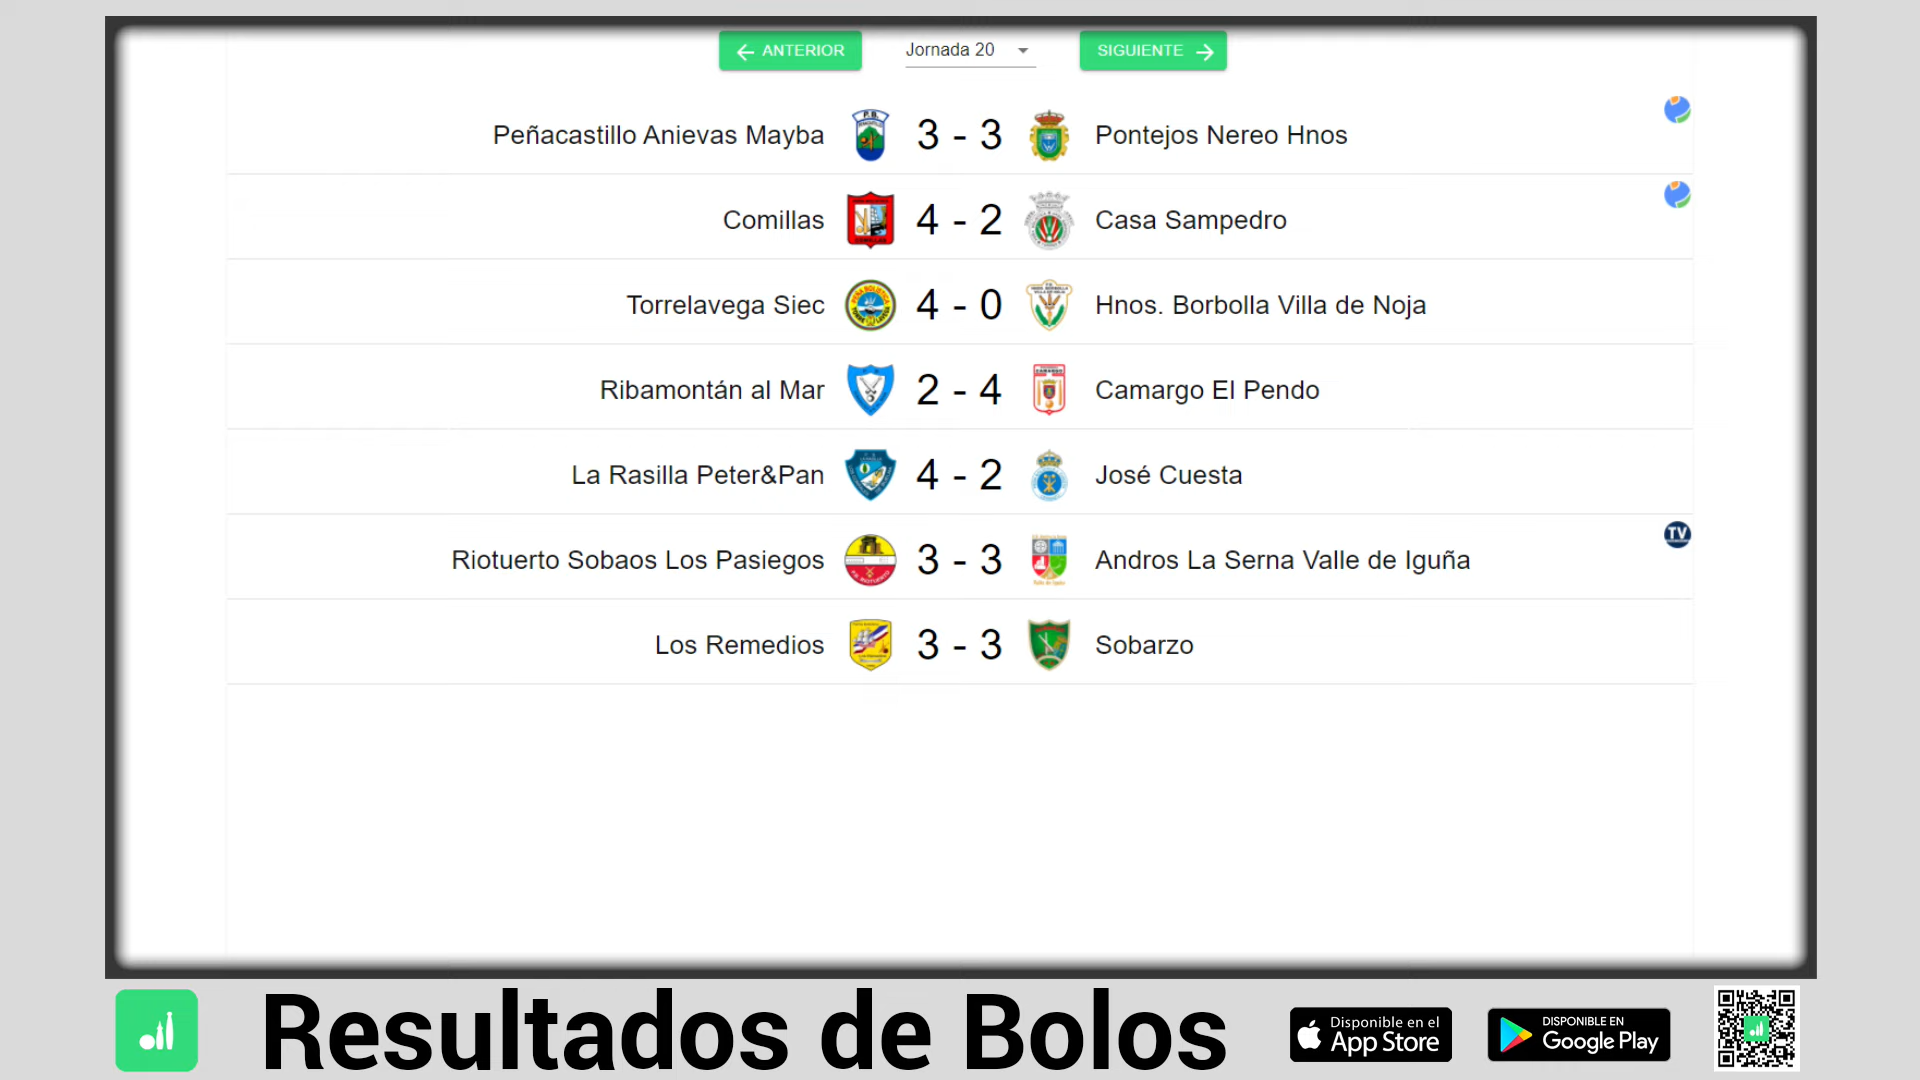 ANTERIOR
Jornada 20
SIGUIENTE
Peñacastillo Anievas Mayba 3 - 3 Pontejos Nereo Hnos
Comillas 4 - 2 Casa Sampedro
Torrelavega Siec 4 - 0 Hnos. Borbolla Villa de Noja
Ribamontán al Mar 2 - 4 Camargo El Pendo
La Rasilla Peter&Pan 4 - 2 José Cuesta
Riotuerto Sobaos Los Pasiegos 3 - 3 Andros La Serna Valle de Iguña
TV
Los Remedios 3 - 3 Sobarzo
Resultados de Bolos
Disponible en el
App Store
DISPONIBLE EN
Google Play